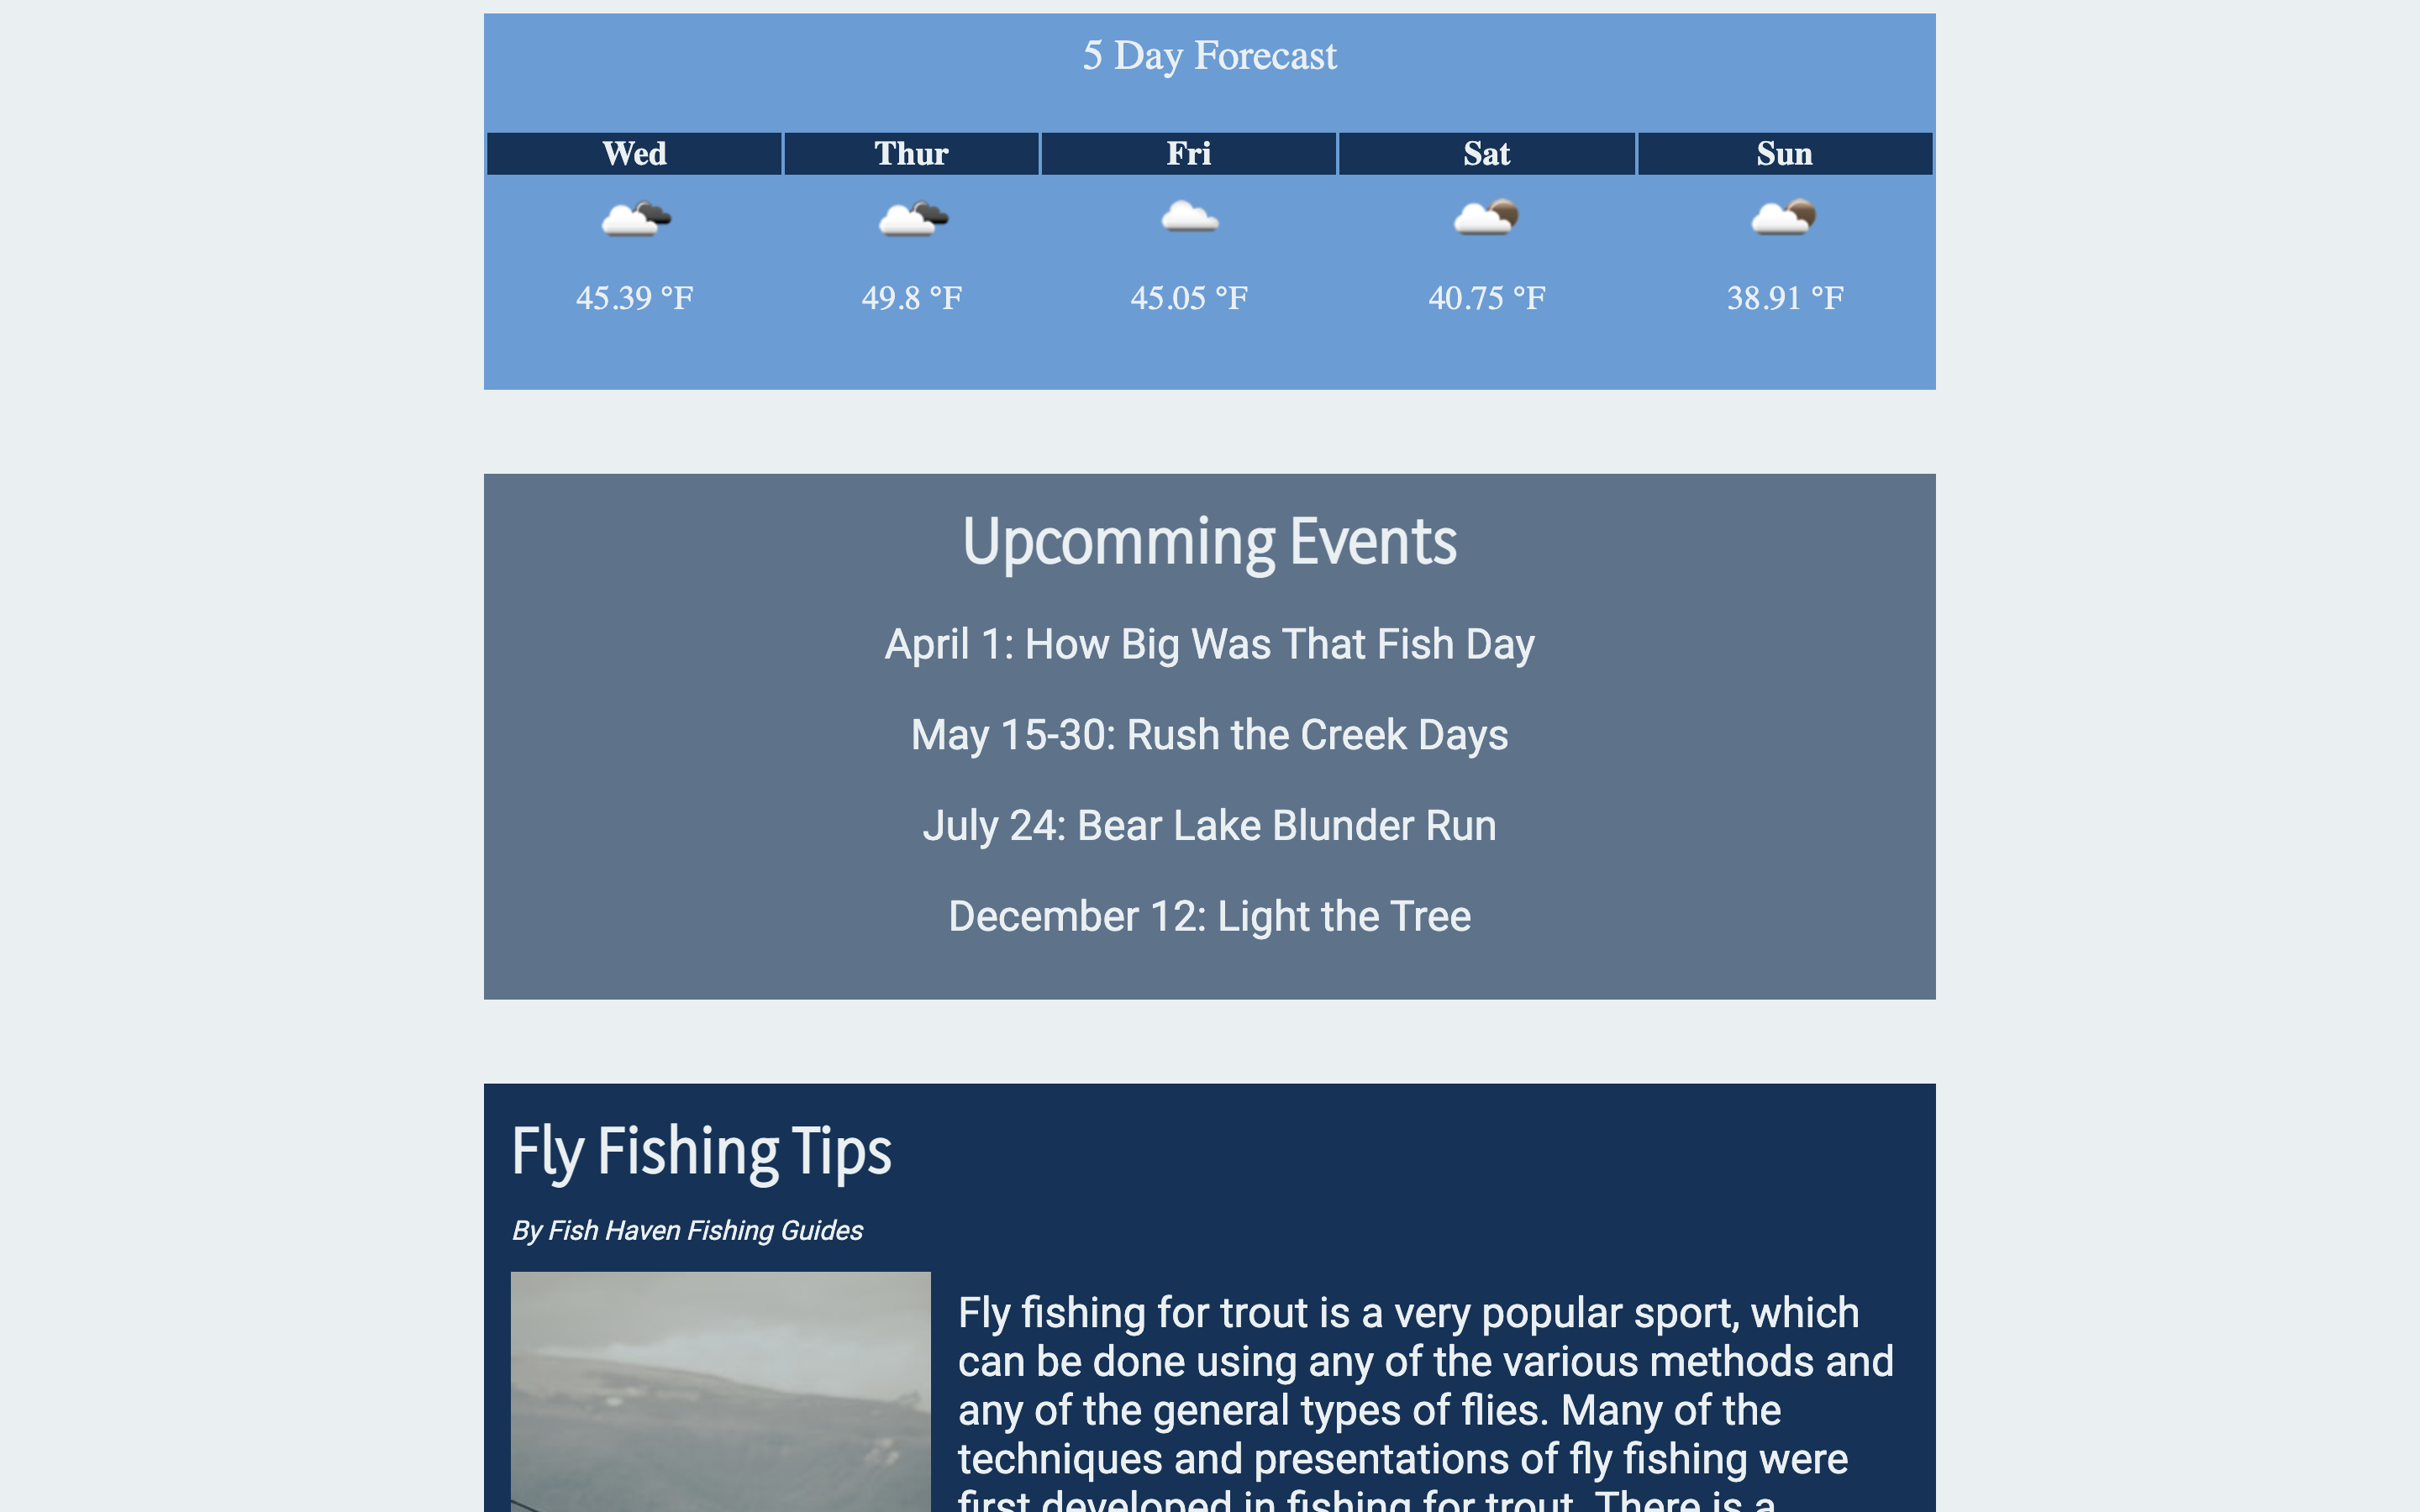 5 Day Forecast
Wed Thur Fri Sat Sun
45.39 °F 49.8 °F 45.05 °F 40.75 °F 38.91 °F
Upcomming Events
April 1: How Big Was That Fish Day
May 15-30: Rush the Creek Days
July 24: Bear Lake Blunder Run
December 12: Light the Tree
Fly Fishing Tips
By Fish Haven Fishing Guides
Fly fishing for trout is a very popular sport, which
can be done using any of the various methods and
any of the general types of flies. Many of the
techniques and presentations of fly fishing were
first developed in fishing for trout. There is a